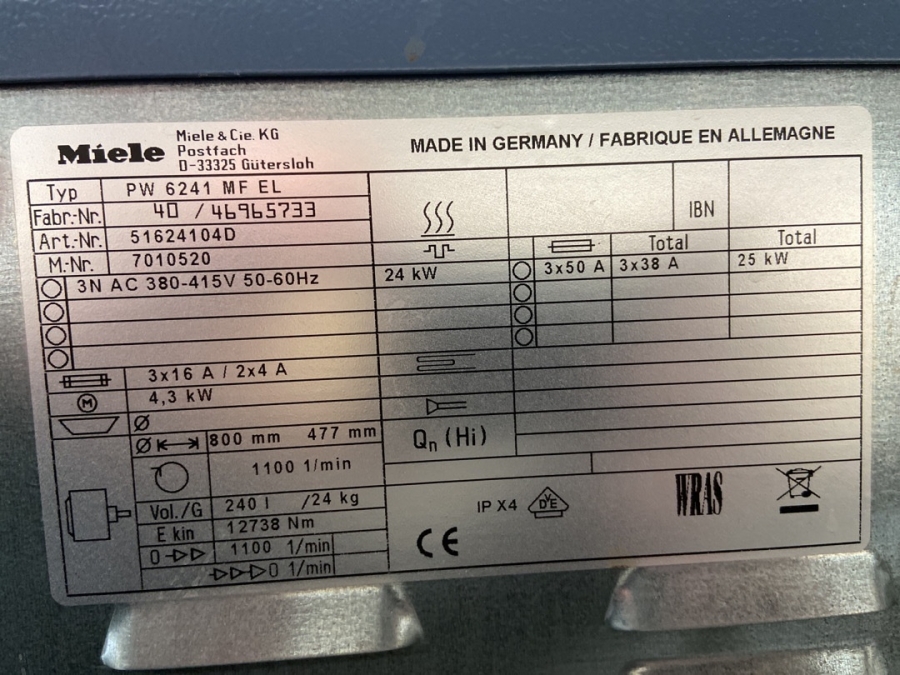 Miele
Miele & Cie. KG
Postfach
D-33325 Gütersloh
MADE IN GERMANY / FABRIQUE EN ALLEMAGNE
Typ PW 6241 MF EL
Fabr.-Nr. 40 / 46965733
Art.-Nr. 51624104D
M.-Nr. 7010520
3N AC 380-415V 50-60Hz
IBN
Total Total
24 kW 3x50 A 3x38 A 25 kW
3x16 A / 2x4 A
M 4,3 kW
Ø
Ø 800 mm 477 mm
1100 1/min
Vol./G 240 l /24 kg
E kin 12738 Nm
0 1100 1/min
0 1/min
Qn (Hi)
IP X4 VDE
CE
WRAS